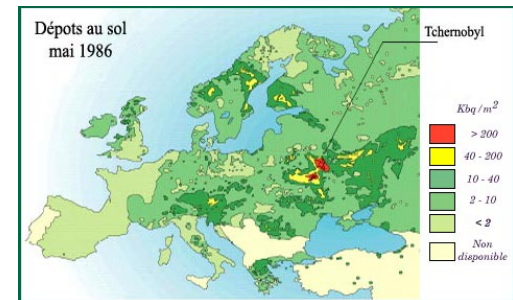 Dépots au sol
mai 1986
Tchernobyl
Kbq/m²
> 200
40 - 200
10 - 40
2 - 10
< 2
Non
disponible